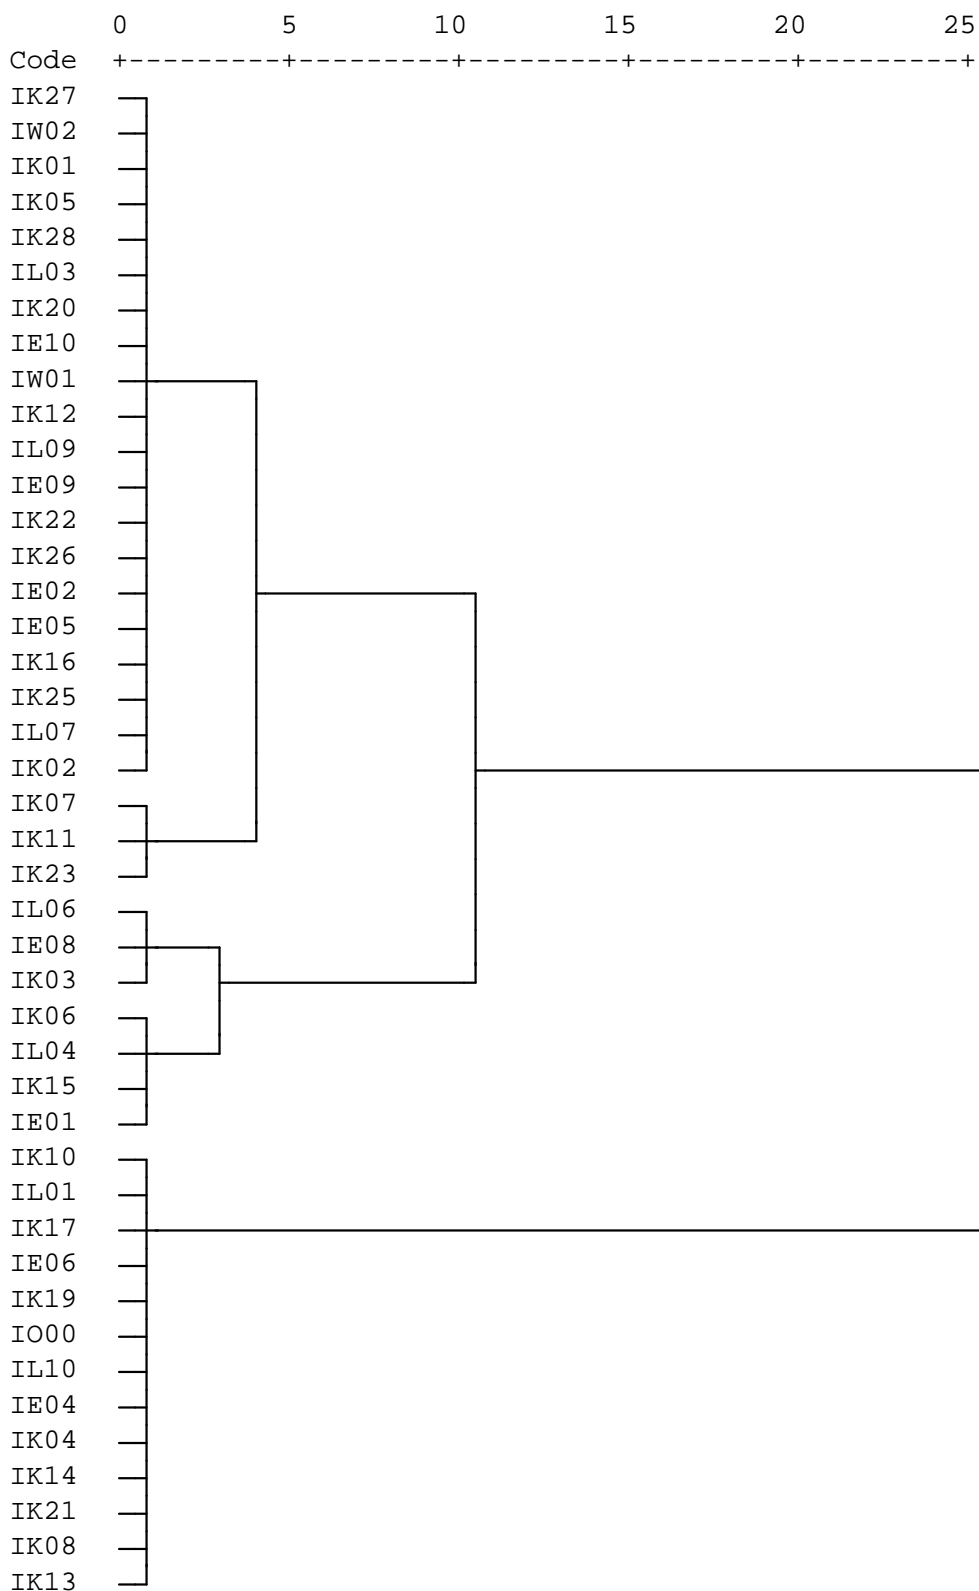 0 5 10 15 20 25
Code +---------+---------+---------+---------+---------+
IK27
IW02
IK01
IK05
IK28
IL03
IK20
IE10
IW01
IK12
IL09
IE09
IK22
IK26
IE02
IE05
IK16
IK25
IL07
IK02
IK07
IK11
IK23
IL06
IE08
IK03
IK06
IL04
IK15
IE01
IK10
IL01
IK17
IE06
IK19
IO00
IL10
IE04
IK04
IK14
IK21
IK08
IK13